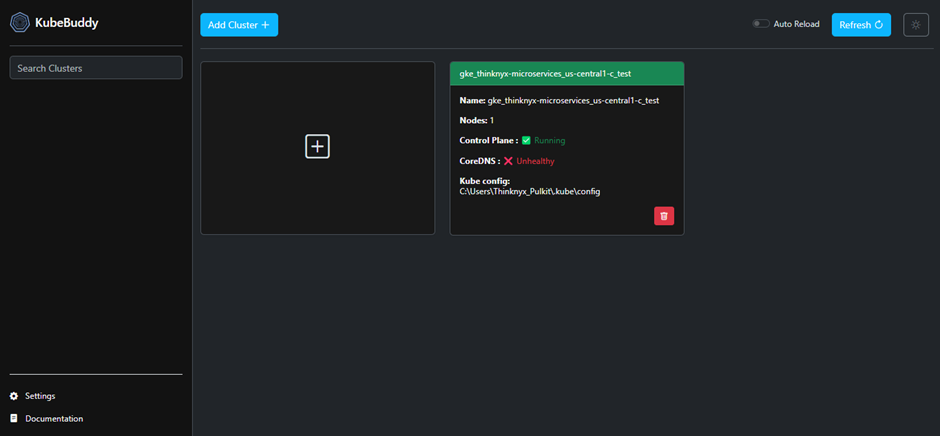 KubeBuddy
Search Clusters
Settings
Documentation
Add Cluster +
Auto Reload
Refresh
gke_thinknyx-microservices_us-central1-c_test
Name: gke_thinknyx-microservices_us-central1-c_test
Nodes: 1
Control Plane : ✅ Running
CoreDNS : ❌ Unhealthy
Kube config:
C:\Users\Thinknyx_Pulkit\.kube\config